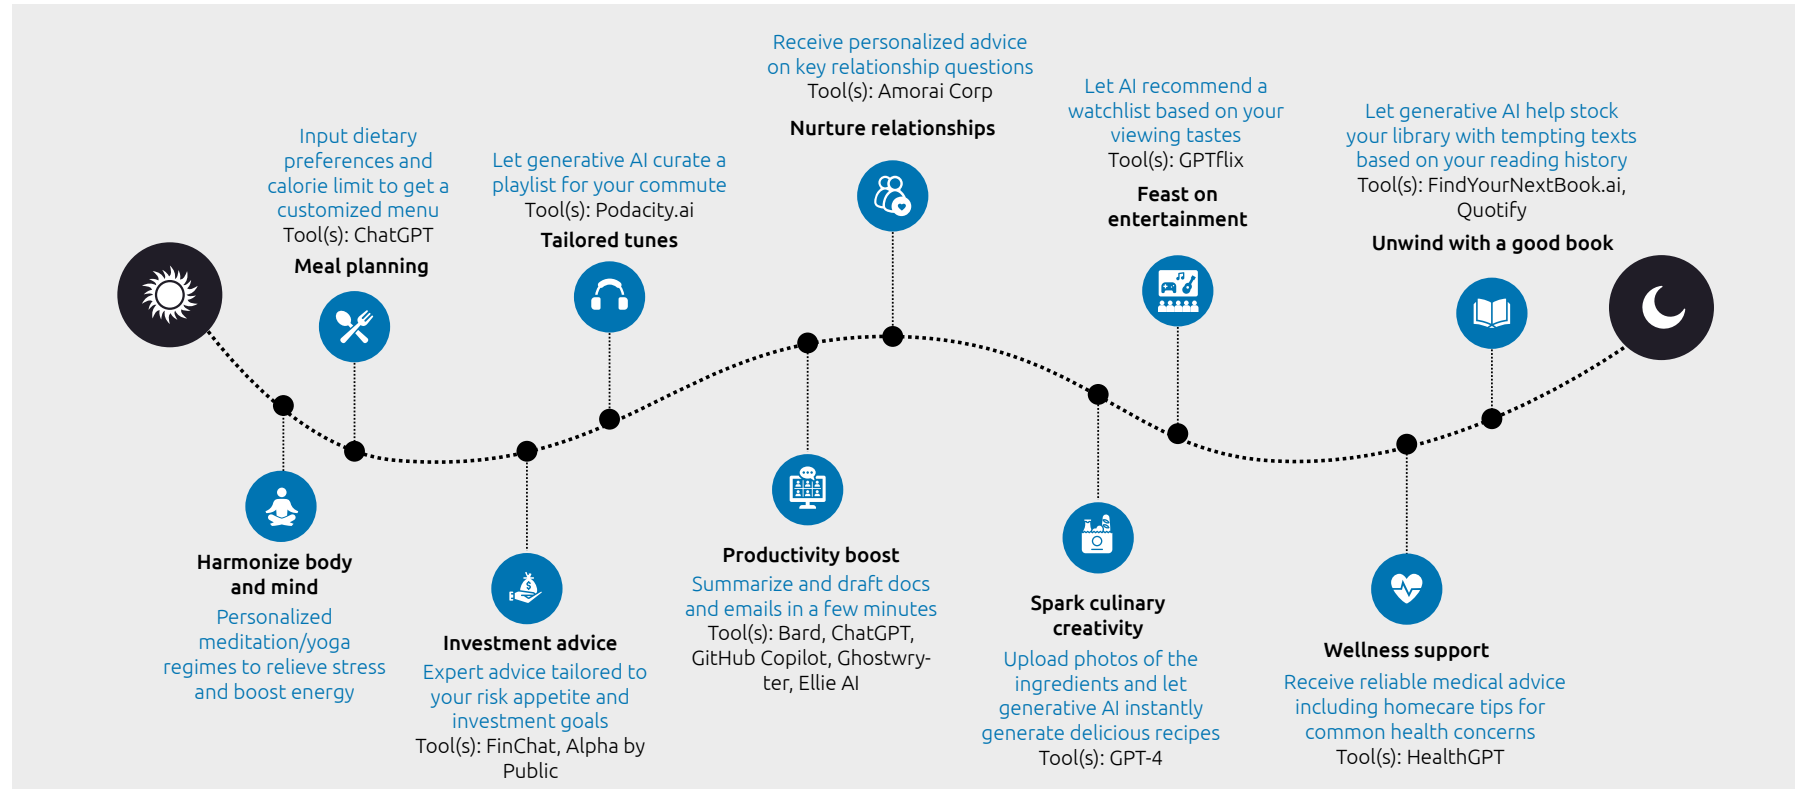 Harmonize body
and mind
Personalized
meditation/yoga
regimes to relieve stress
and boost energy
Input dietary
preferences and
calorie limit to get a
customized menu
Tool(s): ChatGPT
Meal planning
Investment advice
Expert advice tailored to
your risk appetite and
investment goals
Tool(s): FinChat, Alpha by
Public
Let generative AI curate a
playlist for your commute
Tool(s): Podacity.ai
Tailored tunes
Productivity boost
Summarize and draft docs
and emails in a few minutes
Tool(s): Bard, ChatGPT,
GitHub Copilot, Ghostwry-
ter, Ellie AI
Receive personalized advice
on key relationship questions
Tool(s): Amorai Corp
Nurture relationships
Spark culinary
creativity
Upload photos of the
ingredients and let
generative AI instantly
generate delicious recipes
Tool(s): GPT-4
Let AI recommend a
watchlist based on your
viewing tastes
Tool(s): GPTflix
Feast on
entertainment
Wellness support
Receive reliable medical advice
including homecare tips for
common health concerns
Tool(s): HealthGPT
Let generative AI help stock
your library with tempting texts
based on your reading history
Tool(s): FindYourNextBook.ai,
Quotify
Unwind with a good book